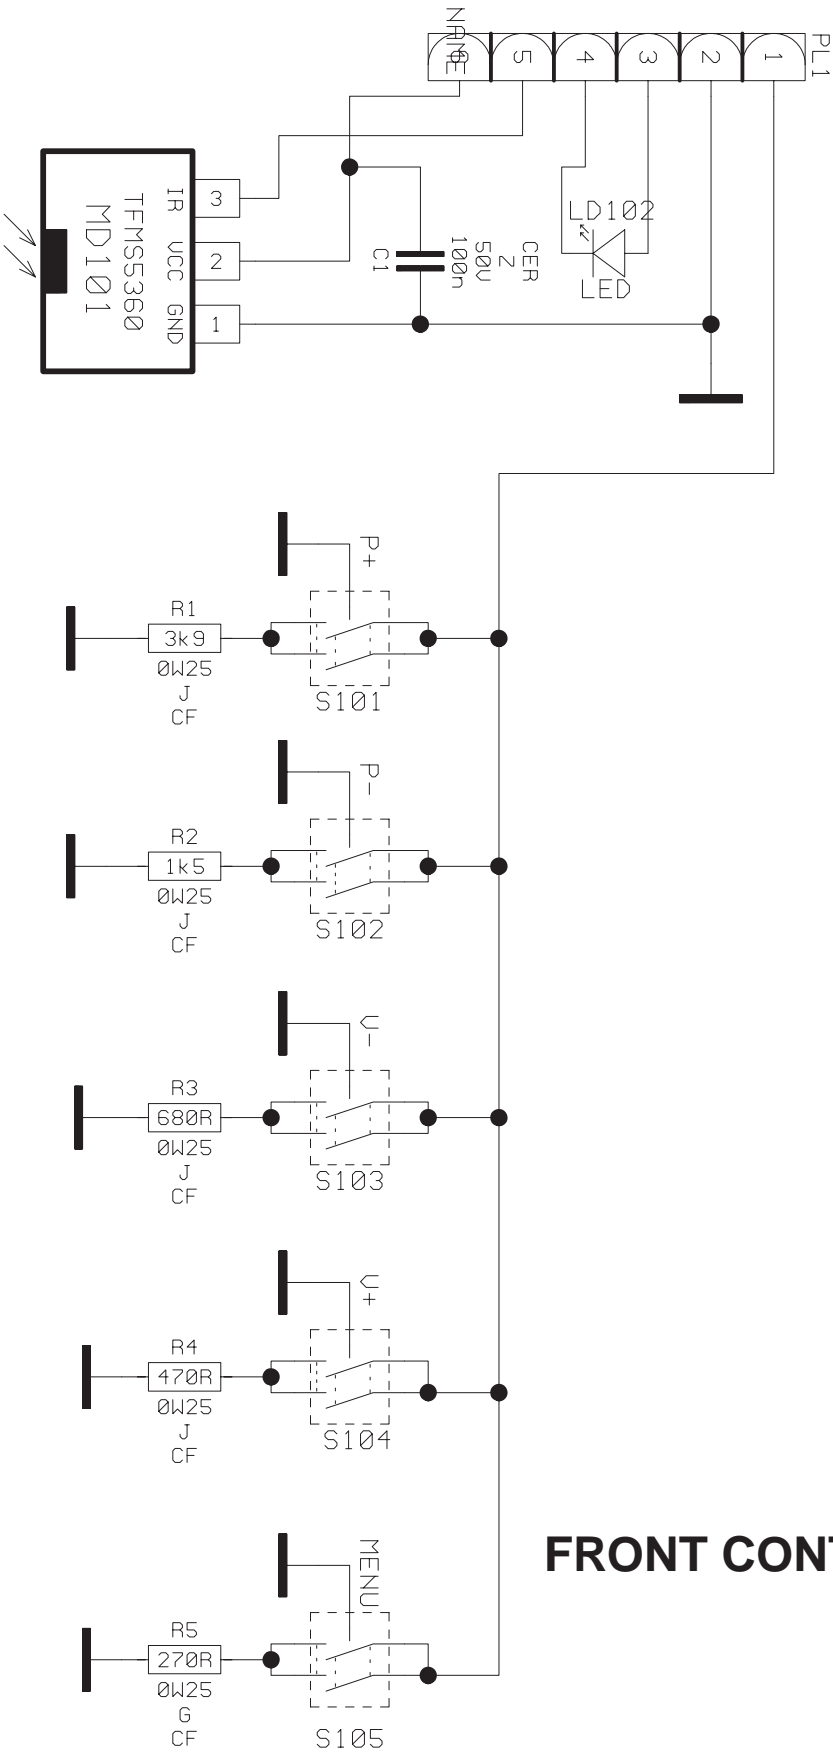 PL1
NAME
6
5
4
3
2
1
IR
3
VCC
2
GND
1
TFMS5360
MD101
CER
Z
50V
100n
C1
LD102
LED
P+
R1
3k9
0W25
J
CF
S101
P-
R2
1k5
0W25
J
CF
S102
V-
R3
680R
0W25
J
CF
S103
V+
R4
470R
0W25
J
CF
S104
MENU
R5
270R
0W25
G
CF
S105
FRONT CONT